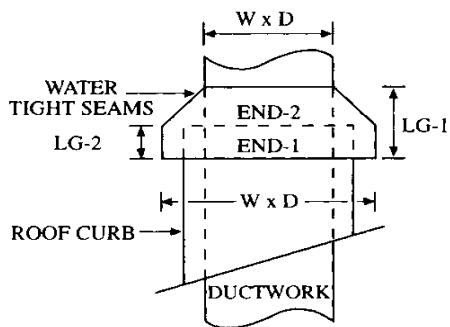 W x D
WATER
TIGHT SEAMS
END-2
LG-1
LG-2
END-1
W x D
ROOF CURB
DUCTWORK